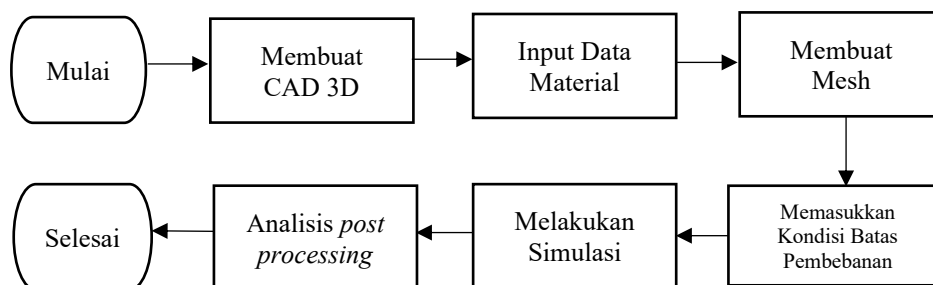 Mulai
Membuat
CAD 3D
Input Data
Material
Membuat
Mesh
Memasukkan
Kondisi Batas
Pembebanan
Melakukan
Simulasi
Analisis post
processing
Selesai